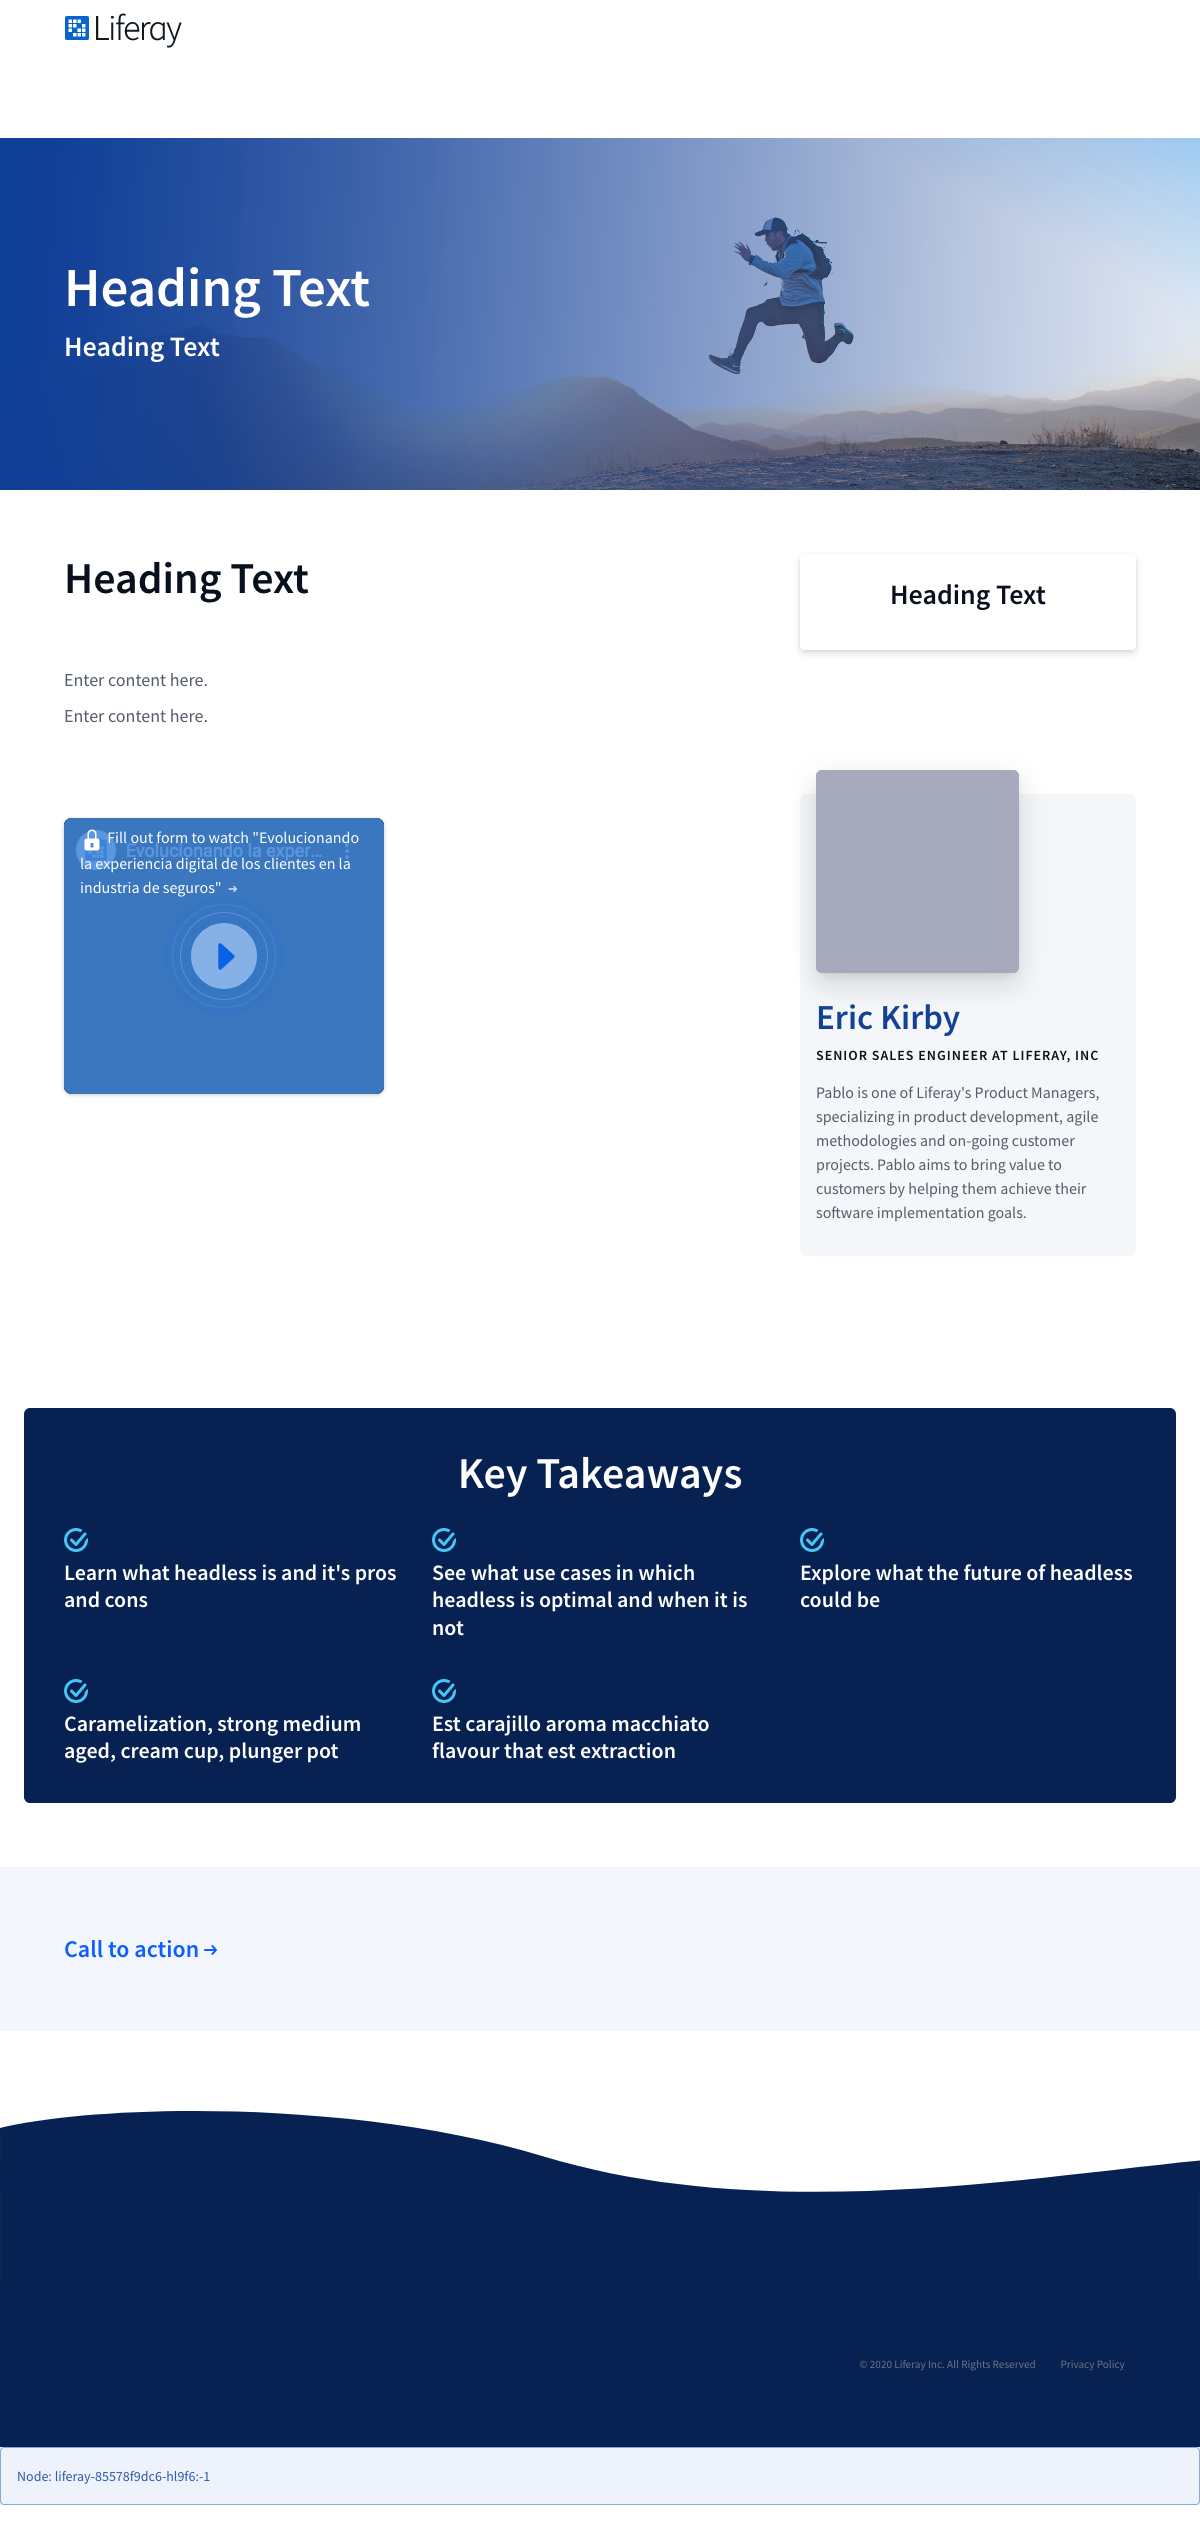 Liferay
Heading Text
Heading Text
Heading Text
Enter content here.
Enter content here.
Fill out form to watch "Evolucionando
la experiencia digital de los clientes en la
industria de seguros" →
Evolucionando la exper...
Heading Text
Eric Kirby
SENIOR SALES ENGINEER AT LIFERAY, INC
Pablo is one of Liferay's Product Managers,
specializing in product development, agile
methodologies and on-going customer
projects. Pablo aims to bring value to
customers by helping them achieve their
software implementation goals.
Key Takeaways
Learn what headless is and it's pros
and cons
See what use cases in which
headless is optimal and when it is
not
Explore what the future of headless
could be
Caramelization, strong medium
aged, cream cup, plunger pot
Est carajillo aroma macchiato
flavour that est extraction
Call to action →
© 2020 Liferay Inc. All Rights Reserved Privacy Policy
Node: liferay-85578f9dc6-hl9f6:-1